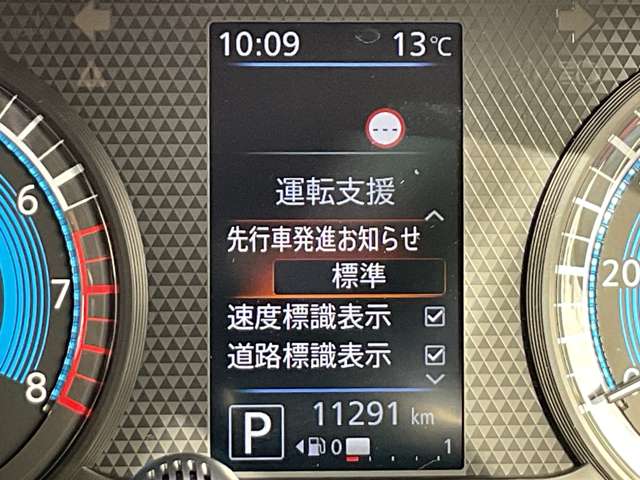 10:09 13℃
---
運転支援
先行車発進お知らせ
標準
速度標識表示
道路標識表示
6
7
8
20
P 11291 km
0 1